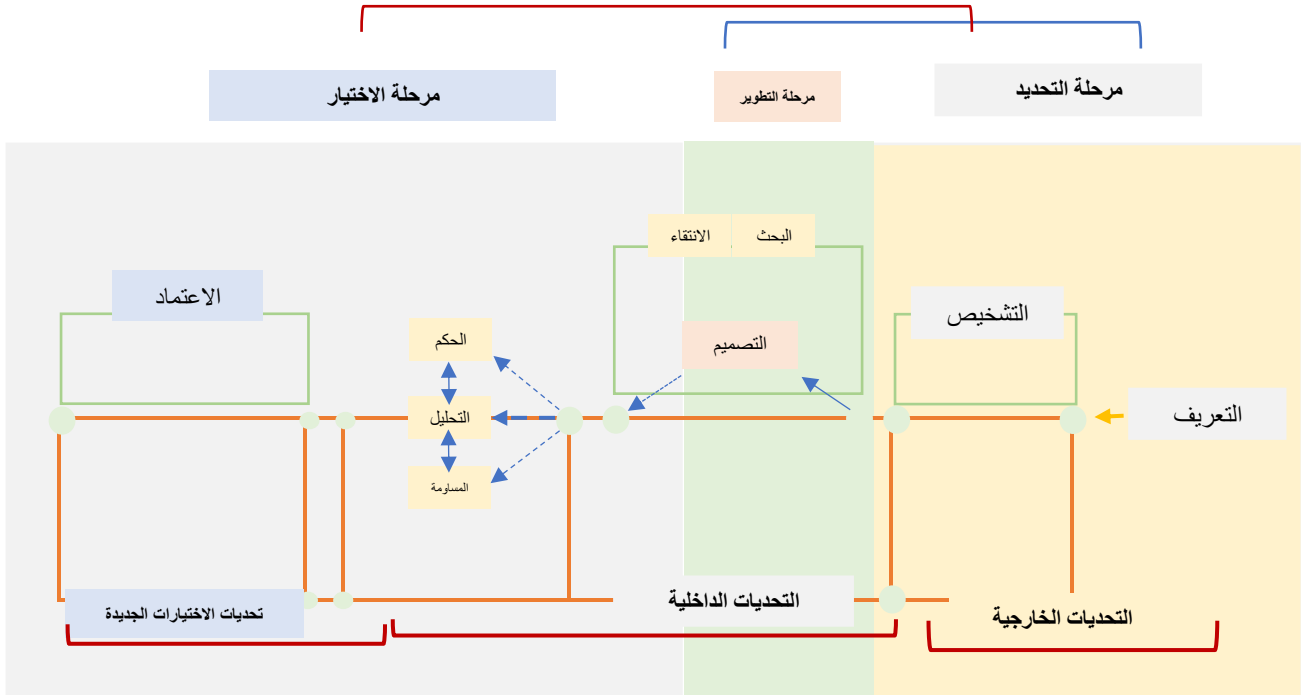 مرحلة التحديد
مرحلة التطوير
مرحلة الاختيار
البحث
الانتقاء
التشخيص
الاعتماد
التصميم
الحكم
التعريف
التحليل
المساومة
التحديات الخارجية
التحديات الداخلية
تحديات الاختيارات الجديدة